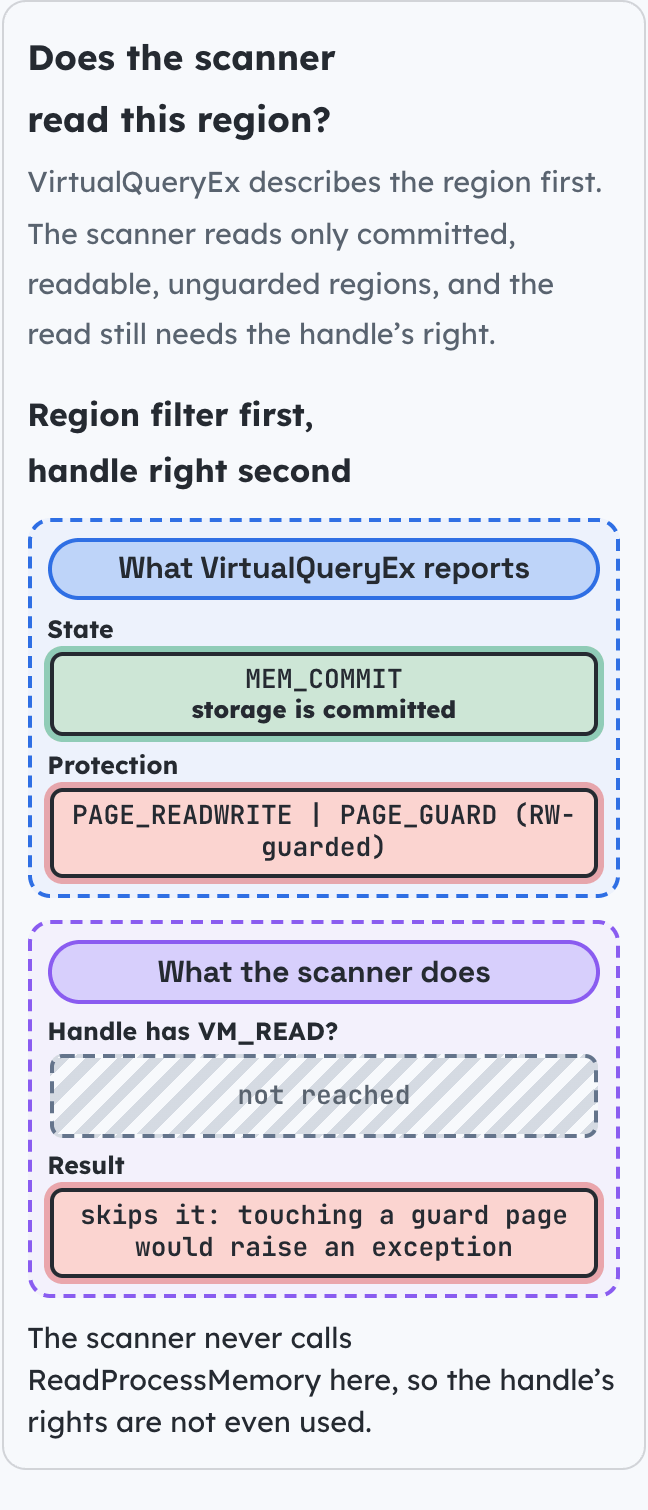 Does the scanner
read this region?
VirtualQueryEx describes the region first.
The scanner reads only committed,
readable, unguarded regions, and the
read still needs the handle’s right.
Region filter first,
handle right second
What VirtualQueryEx reports
State
MEM_COMMIT
storage is committed
Protection
PAGE_READWRITE | PAGE_GUARD (RW-
guarded)
What the scanner does
Handle has VM_READ?
not reached
Result
skips it: touching a guard page
would raise an exception
The scanner never calls
ReadProcessMemory here, so the handle’s
rights are not even used.